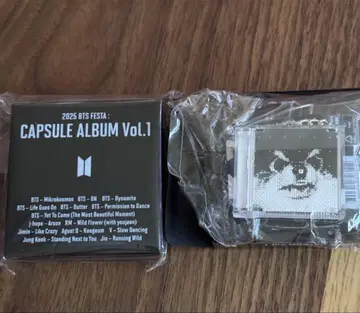 2025 BTS FESTA :
CAPSULE ALBUM Vol.1
BTS – Mikrokosmos   BTS – ON   BTS – Dynamite
BTS – Life Goes On   BTS – Butter   BTS – Permission to Dance
BTS – Yet To Come (The Most Beautiful Moment)
j-hope – Arson   RM – Wild Flower (with youjeen)
Jimin – Like Crazy   Agust D – Haegeum   V – Slow Dancing
Jung Kook – Standing Next to You   Jin – Running Wild